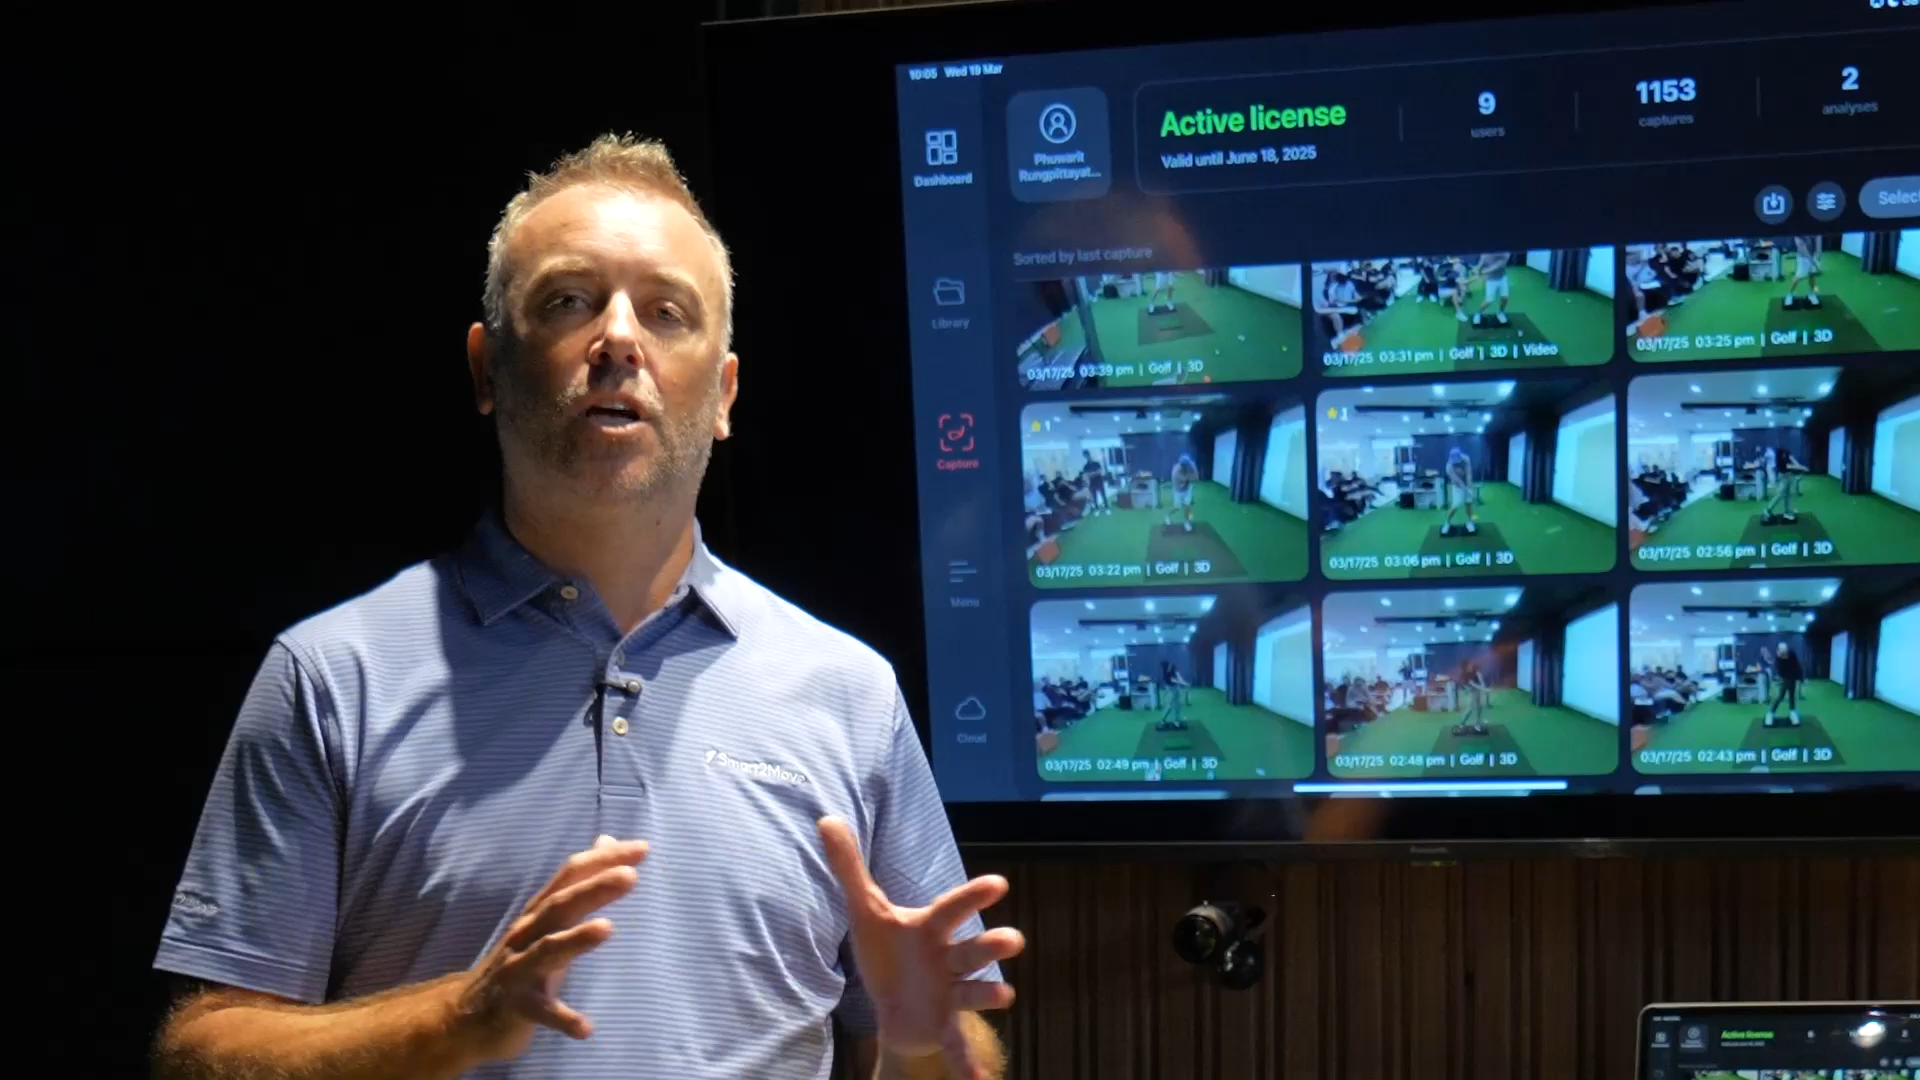 10:05 Wed 19 Mar
Dashboard
Phuwarit
Rungpittayat...
Active license
Valid until June 18, 2025
9
users
1153
captures
2
analyses
Select
Sorted by last capture
Library
Capture
Menu
Cloud
03/17/25 03:39 pm | Golf | 3D
03/17/25 03:31 pm | Golf | 3D | Video
03/17/25 03:25 pm | Golf | 3D
1
1
03/17/25 03:22 pm | Golf | 3D
03/17/25 03:06 pm | Golf | 3D
03/17/25 02:56 pm | Golf | 3D
03/17/25 02:49 pm | Golf | 3D
03/17/25 02:48 pm | Golf | 3D
03/17/25 02:43 pm | Golf | 3D
Smart2Move
Active license